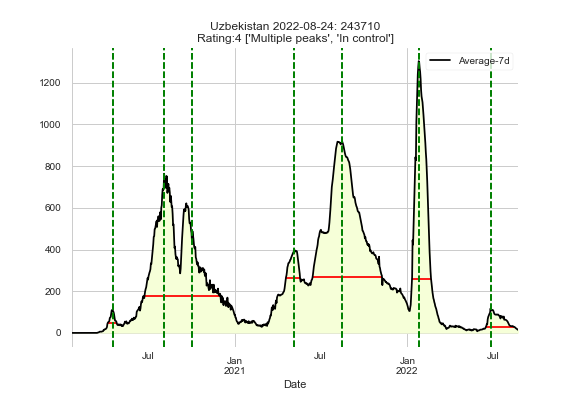 Uzbekistan 2022-08-24: 243710
Rating:4 ['Multiple peaks', 'In control']
Average-7d
1200
1000
800
600
400
200
0
Jul
Jan
2021
Jul
Jan
2022
Jul
Date